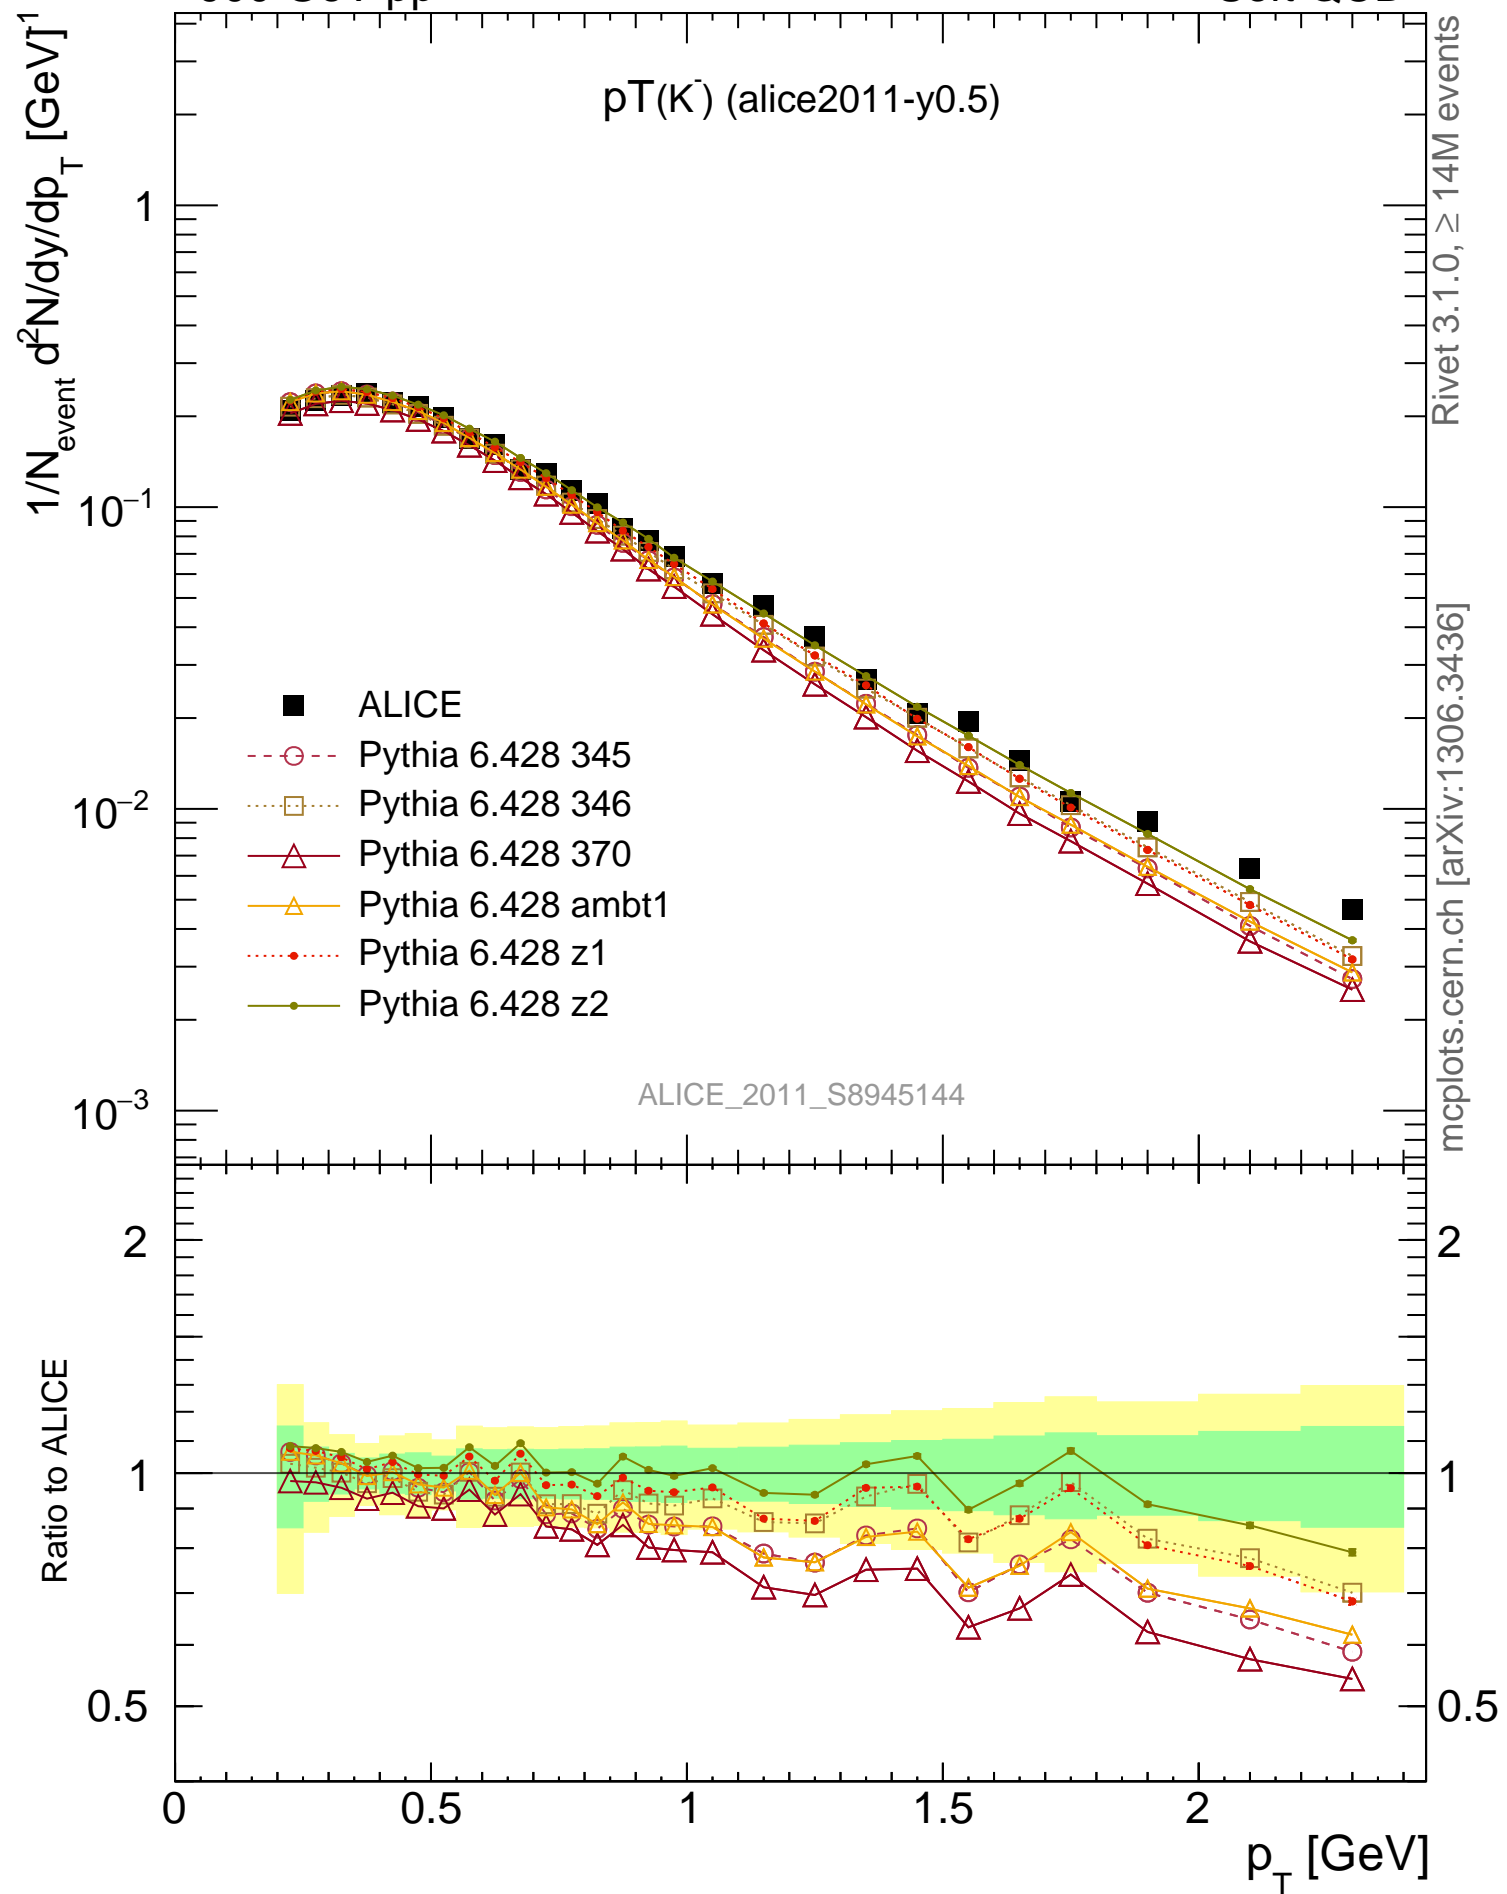 pT(K⁻) (alice2011-y0.5)
1/N_event d²N/dy/dp_T [GeV]⁻¹
1
10⁻¹
10⁻²
10⁻³
ALICE
Pythia 6.428 345
Pythia 6.428 346
Pythia 6.428 370
Pythia 6.428 ambt1
Pythia 6.428 z1
Pythia 6.428 z2
ALICE_2011_S8945144
Rivet 3.1.0, ≥ 14M events
mcplots.cern.ch [arXiv:1306.3436]
Ratio to ALICE
2
1
0.5
2
1
0.5
0
0.5
1
1.5
2
p_T [GeV]